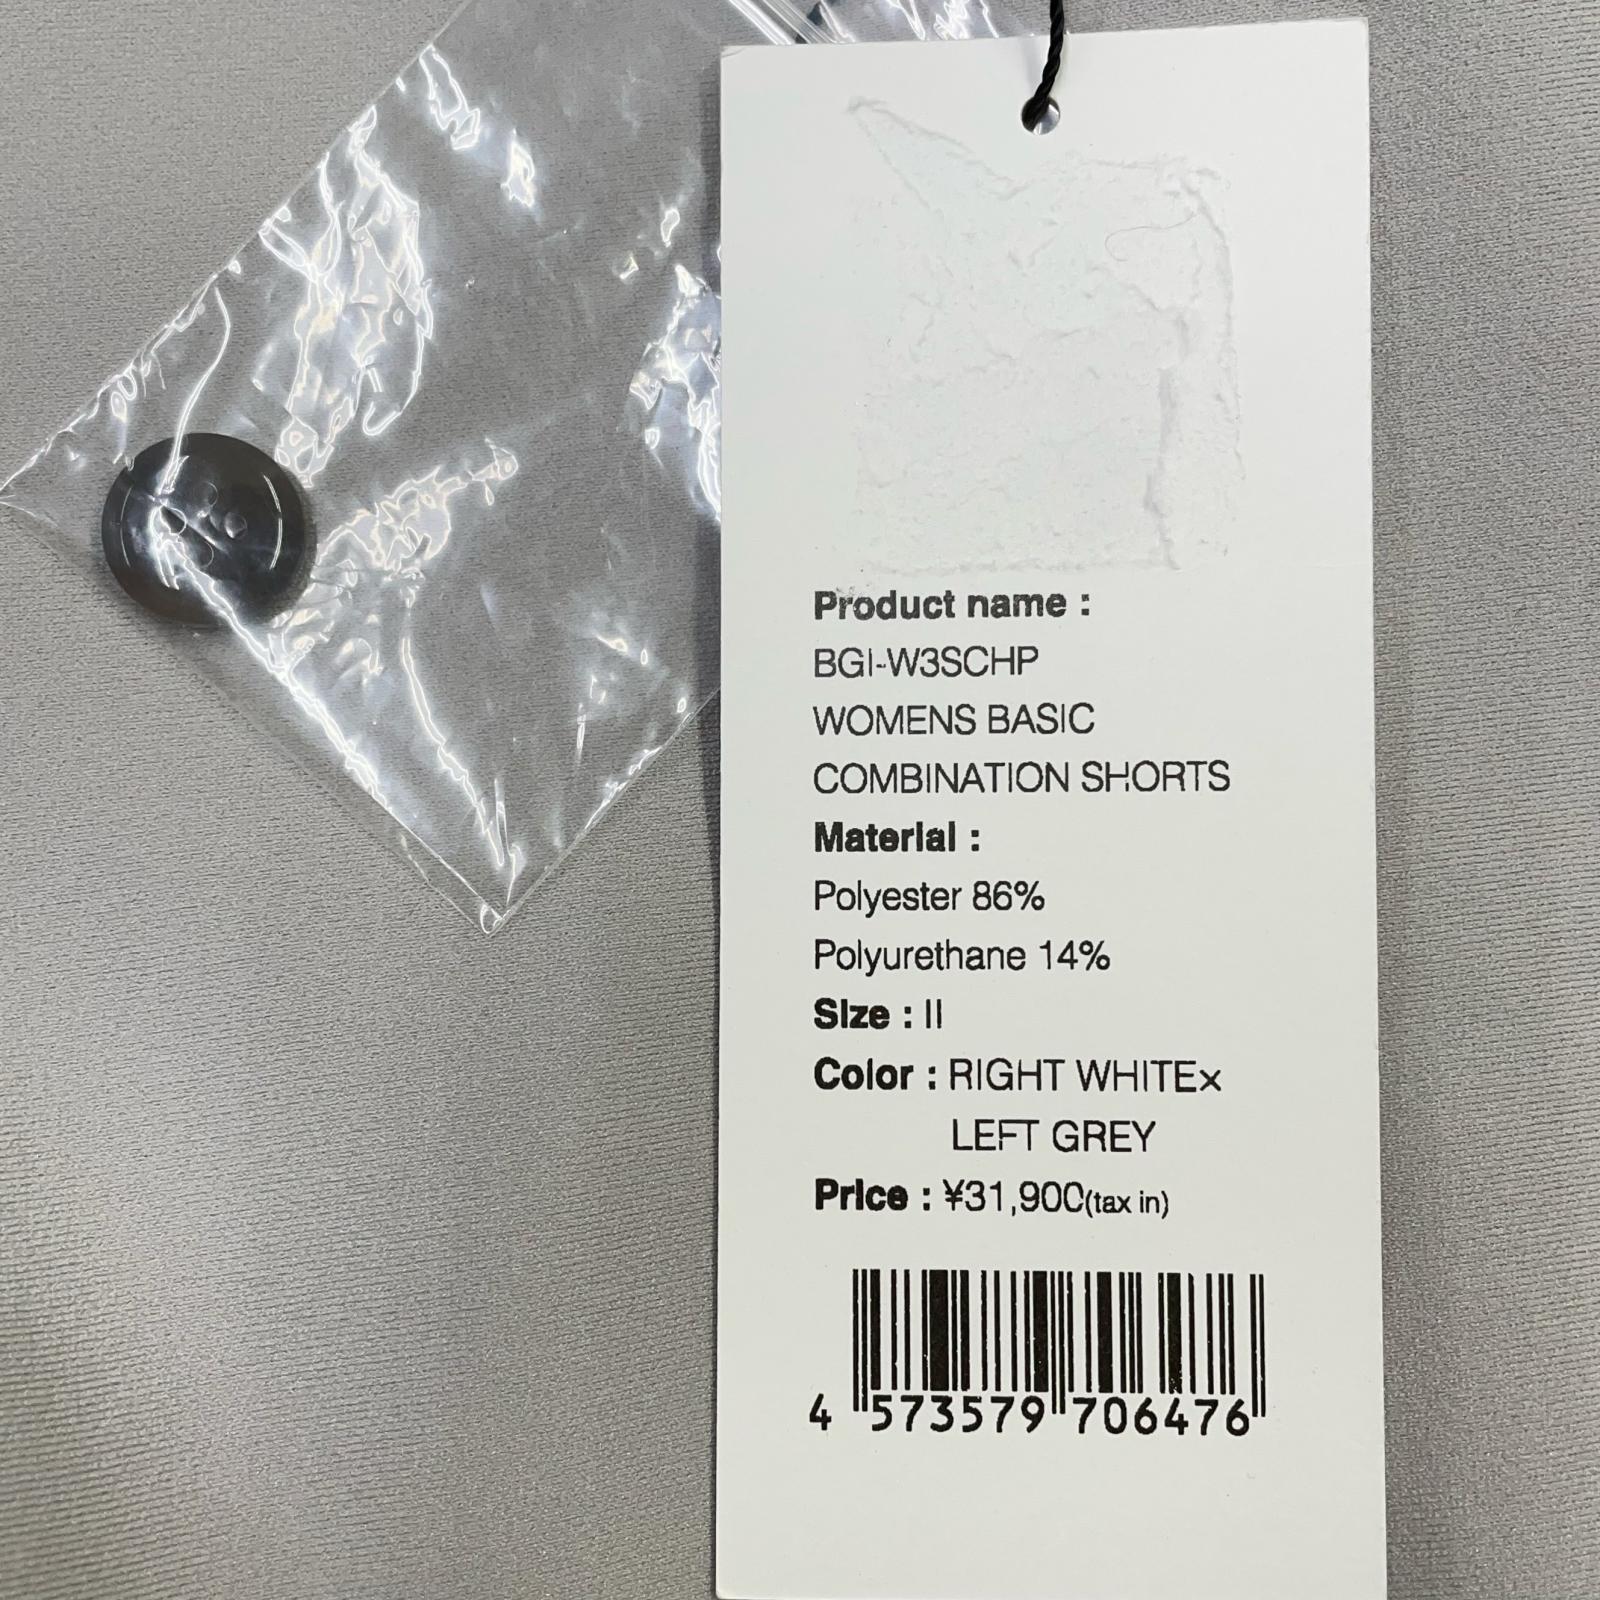 Product name :
BGI-W3SCHP
WOMENS BASIC
COMBINATION SHORTS
Material :
Polyester 86%
Polyurethane 14%
Size : II
Color : RIGHT WHITEx
LEFT GREY
Price : ¥31,900(tax in)
4 573579 706476